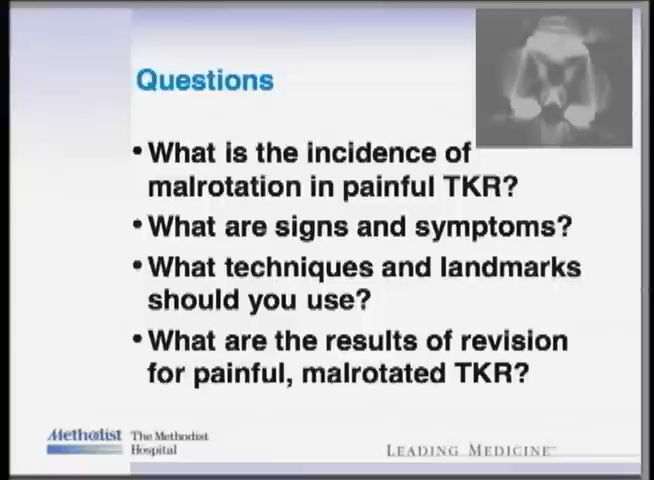 Questions
• What is the incidence of
malrotation in painful TKR?
• What are signs and symptoms?
• What techniques and landmarks
should you use?
• What are the results of revision
for painful, malrotated TKR?
Methodist The Methodist
Hospital
LEADING MEDICINE℠